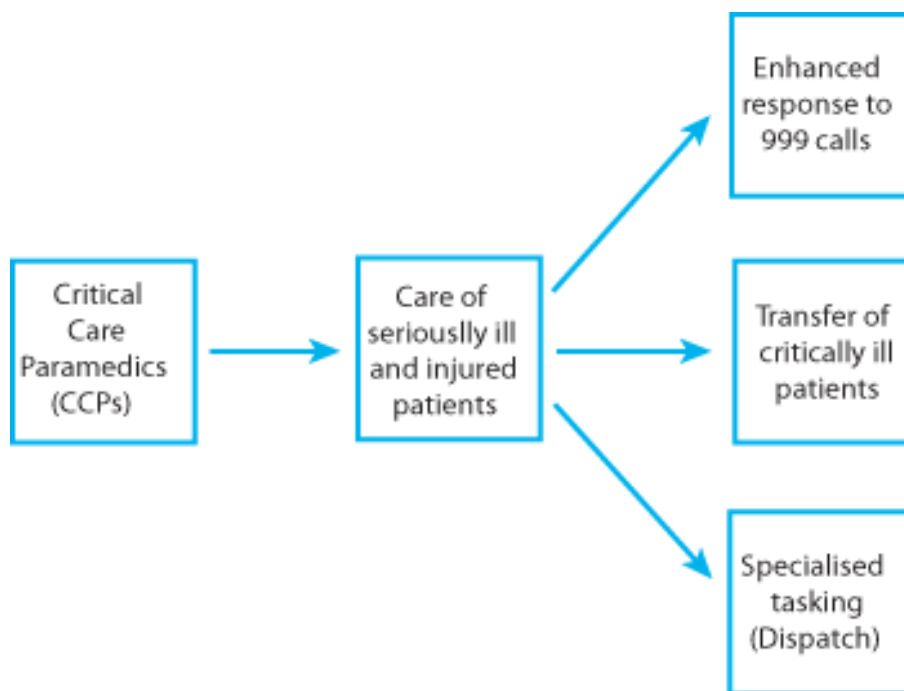 Critical
Care
Paramedics
(CCPs)
Care of
seriouslly ill
and injured
patients
Enhanced
response to
999 calls
Transfer of
critically ill
patients
Specialised
tasking
(Dispatch)